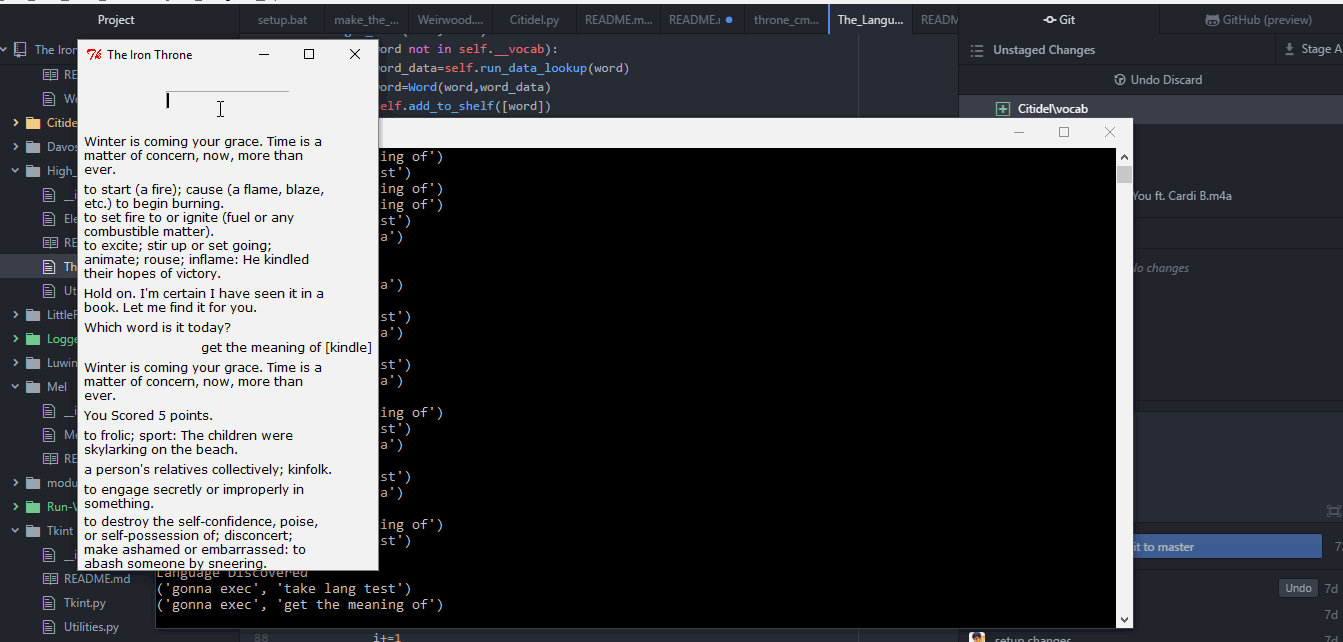 Project
setup.bat
make_the_...
Weirwood....
Citidel.py
README.m...
README.r
throne_cm...
The_Langu...
READM
Git
GitHub (preview)
The Iron Throne
The Iron
RE
We
Citide
Davos
High_
__i
Ele
RE
Th
Ut
LittleF
Logge
Luwin
Mel
__i
Me
RE
modu
Run-V
Tkint
__i
README.md
Tkint.py
Utilities.py
ord not in self.__vocab):
ord_data=self.run_data_lookup(word)
ord=Word(word,word_data)
elf.add_to_shelf([word])
Unstaged Changes
Stage A
Undo Discard
Citidel\vocab
You ft. Cardi B.m4a
No changes
it to master
Undo
7d
7d
7d
setup changes
Winter is coming your grace. Time is a
matter of concern, now, more than
ever.
to start (a fire); cause (a flame, blaze,
etc.) to begin burning.
to set fire to or ignite (fuel or any
combustible matter).
to excite; stir up or set going;
animate; rouse; inflame: He kindled
their hopes of victory.
Hold on. I'm certain I have seen it in a
book. Let me find it for you.
Which word is it today?
get the meaning of [kindle]
Winter is coming your grace. Time is a
matter of concern, now, more than
ever.
You Scored 5 points.
to frolic; sport: The children were
skylarking on the beach.
a person's relatives collectively; kinfolk.
to engage secretly or improperly in
something.
to destroy the self-confidence, poise,
or self-possession of; disconcert;
make ashamed or embarrassed: to
abash someone by sneering.
ing of')
st')
ing of')
ing of')
st')
a')
a')
st')
a')
st')
a')
ing of')
st')
a')
st')
a')
ing of')
st')
Language Discovered
('gonna exec', 'take lang test')
('gonna exec', 'get the meaning of')
88
i+=1